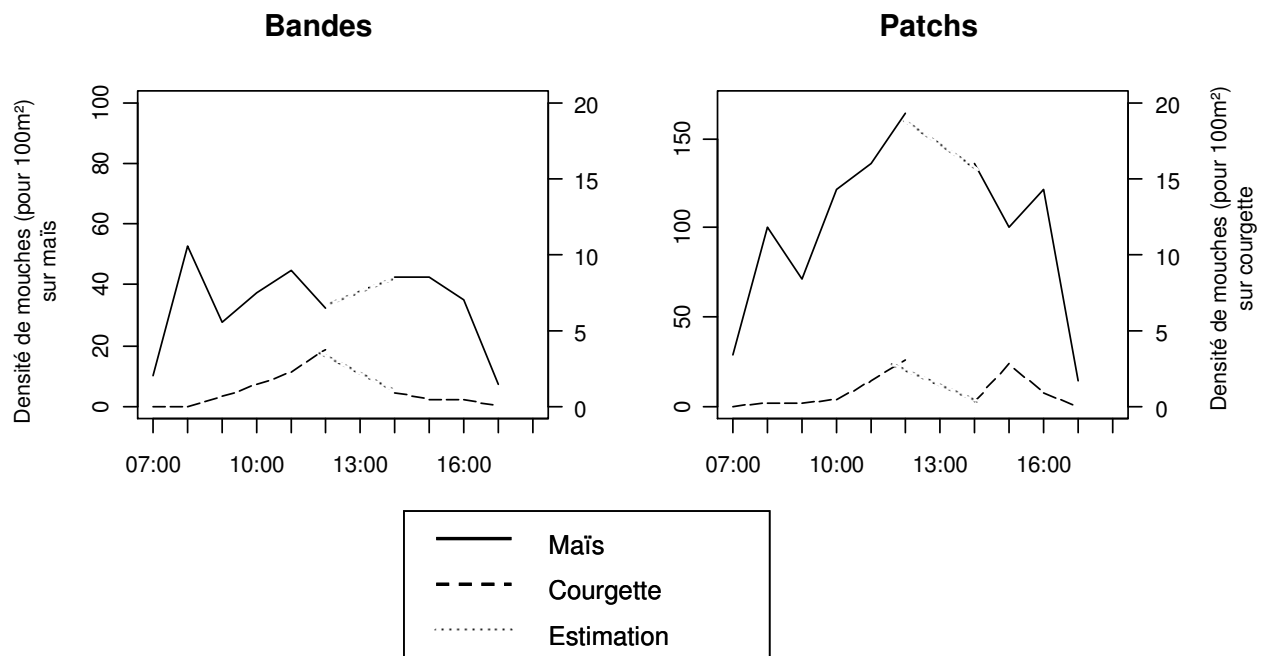 Bandes
Densité de mouches (pour 100m²)
sur maïs
100
80
60
40
20
0
20
15
10
5
0
07:00 10:00 13:00 16:00
Patchs
150
100
50
0
20
15
10
5
0
07:00 10:00 13:00 16:00
Densité de mouches (pour 100m²)
sur courgette
Maïs
Courgette
Estimation